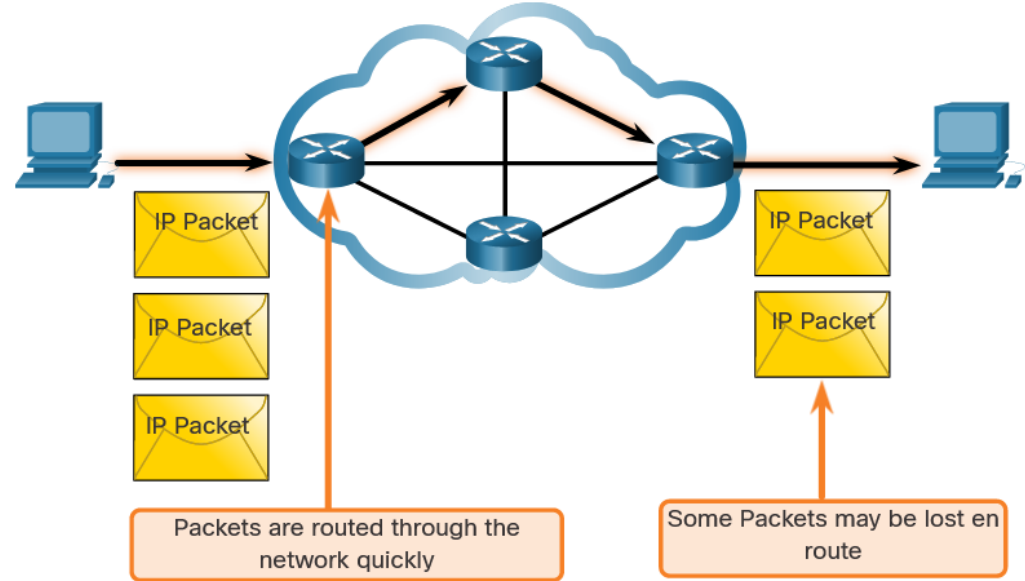 IP Packet
IP Packet
IP Packet
IP Packet
IP Packet
Packets are routed through the
network quickly
Some Packets may be lost en
route